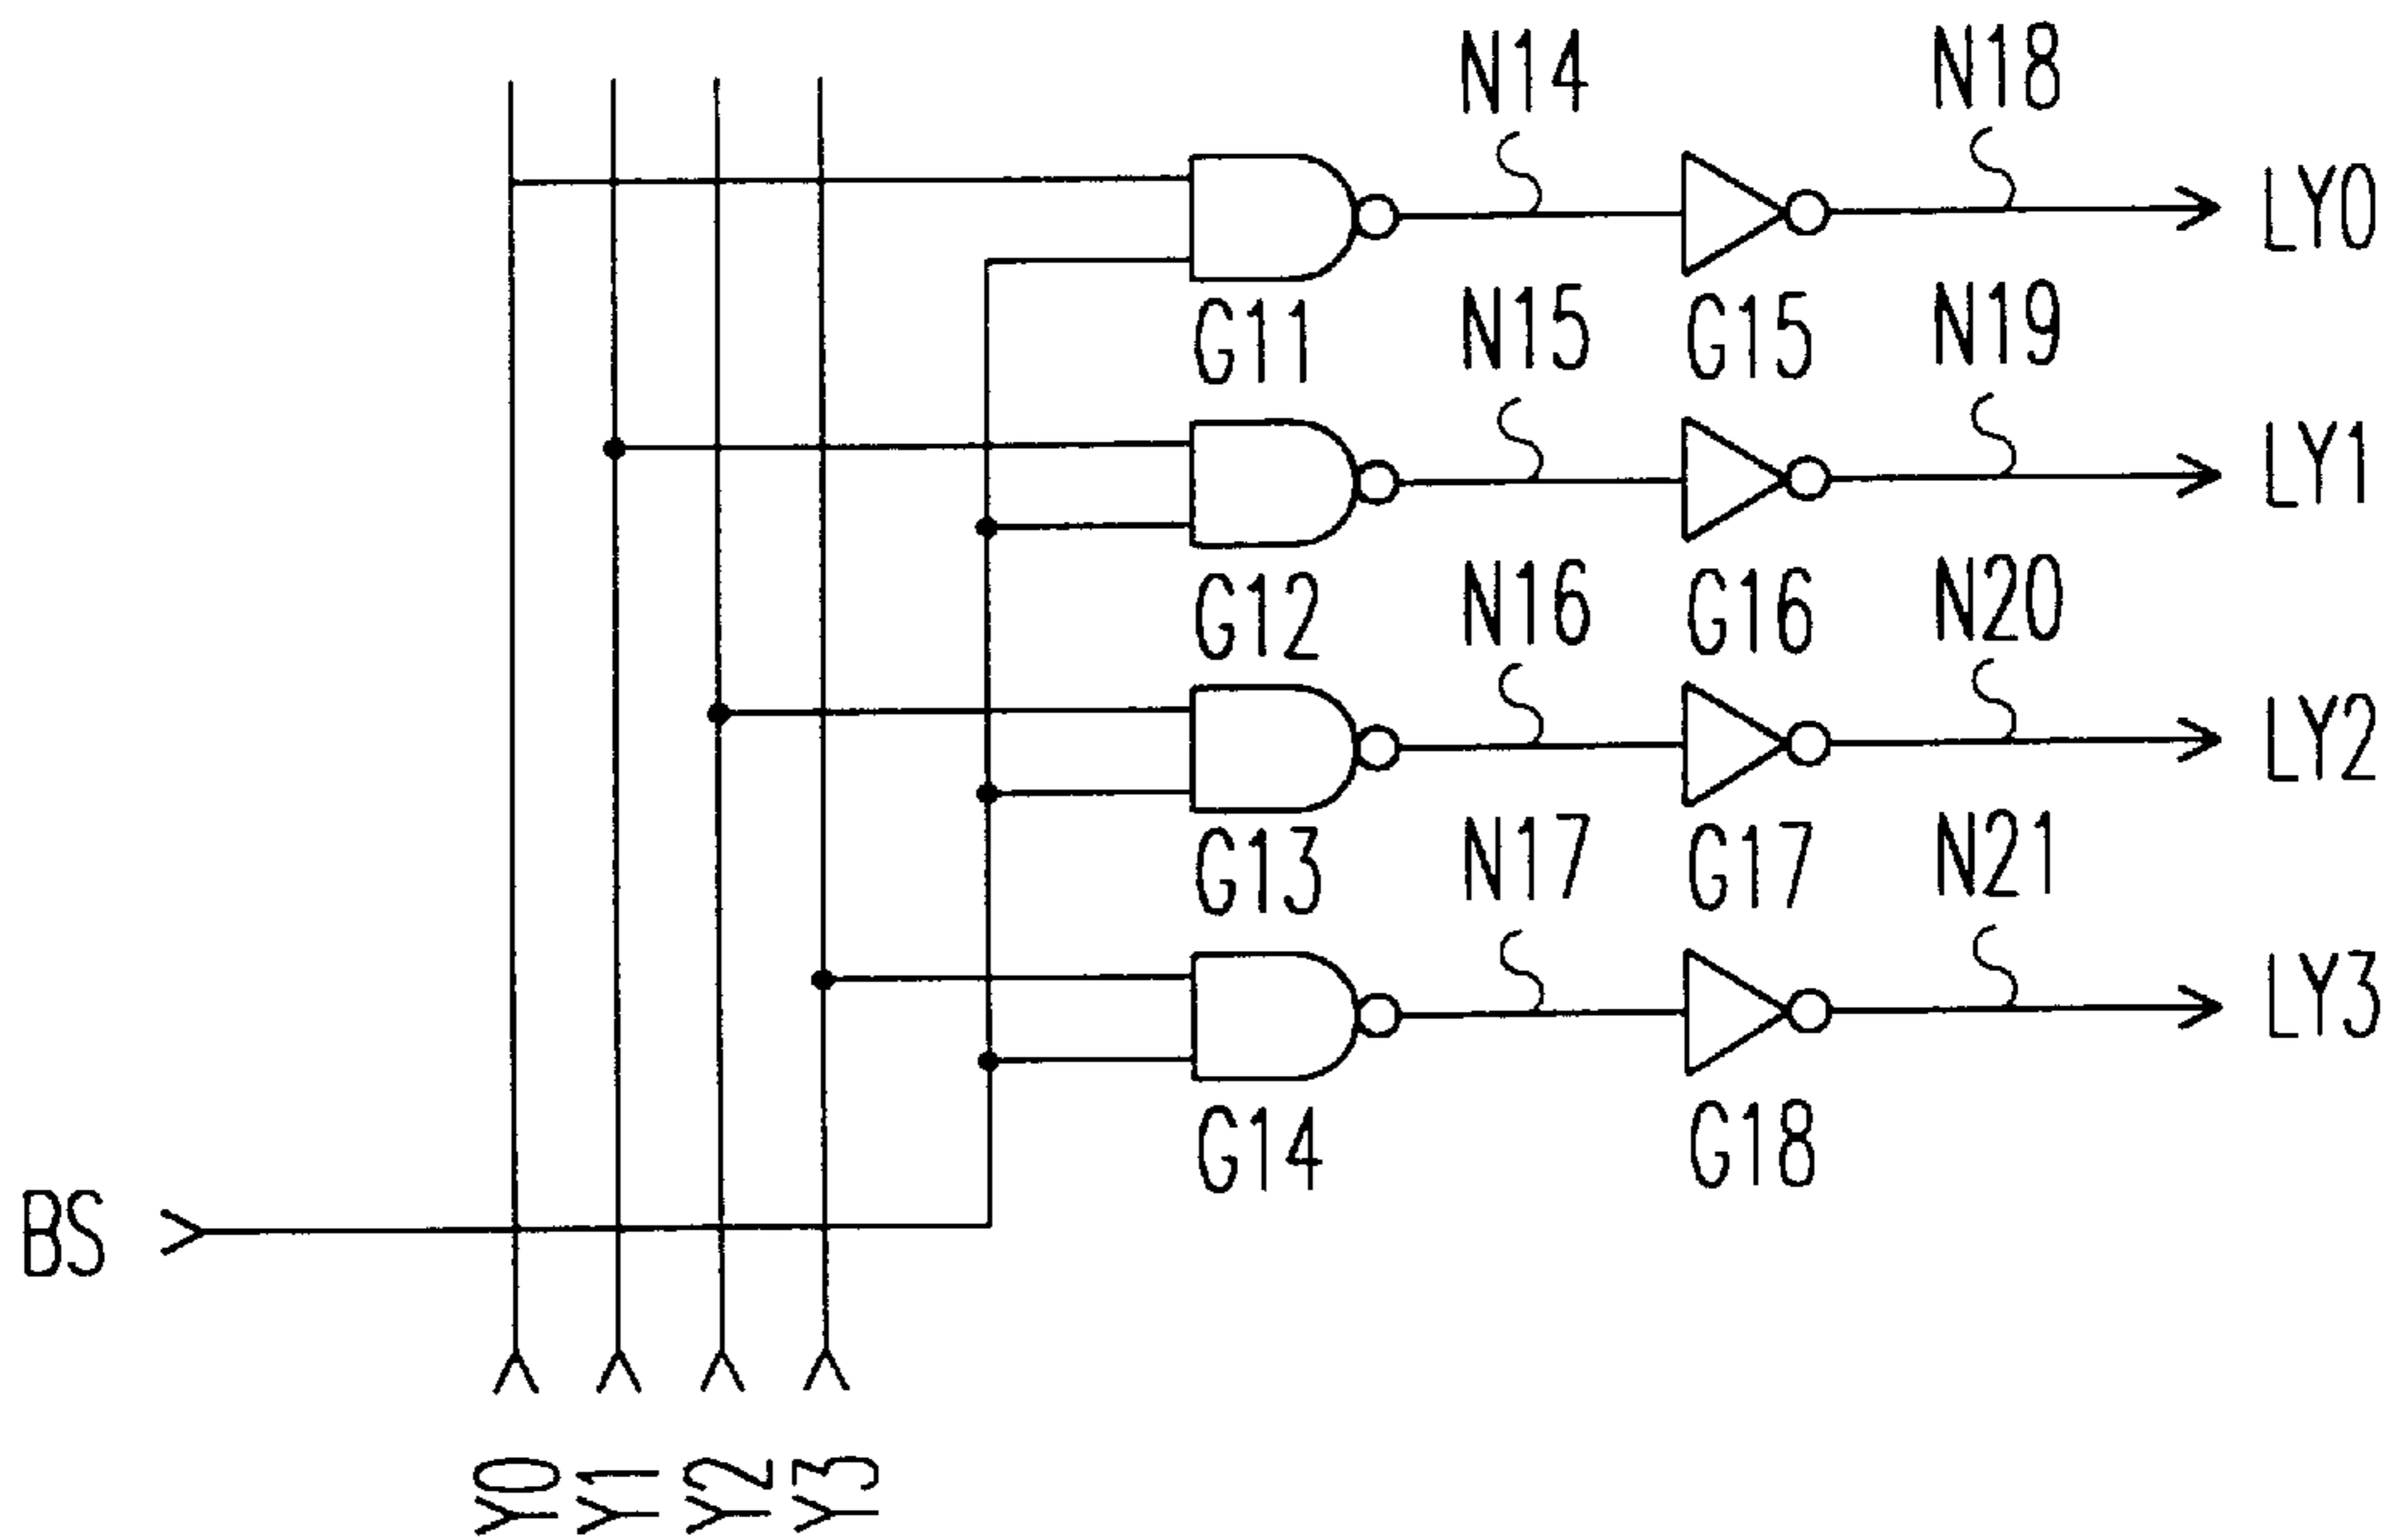 N14 N18
LY0
G11 N15 G15 N19
LY1
G12 N16 G16 N20
LY2
G13 N17 G17 N21
LY3
G14 G18
BS
Y0 Y1 Y2 Y3